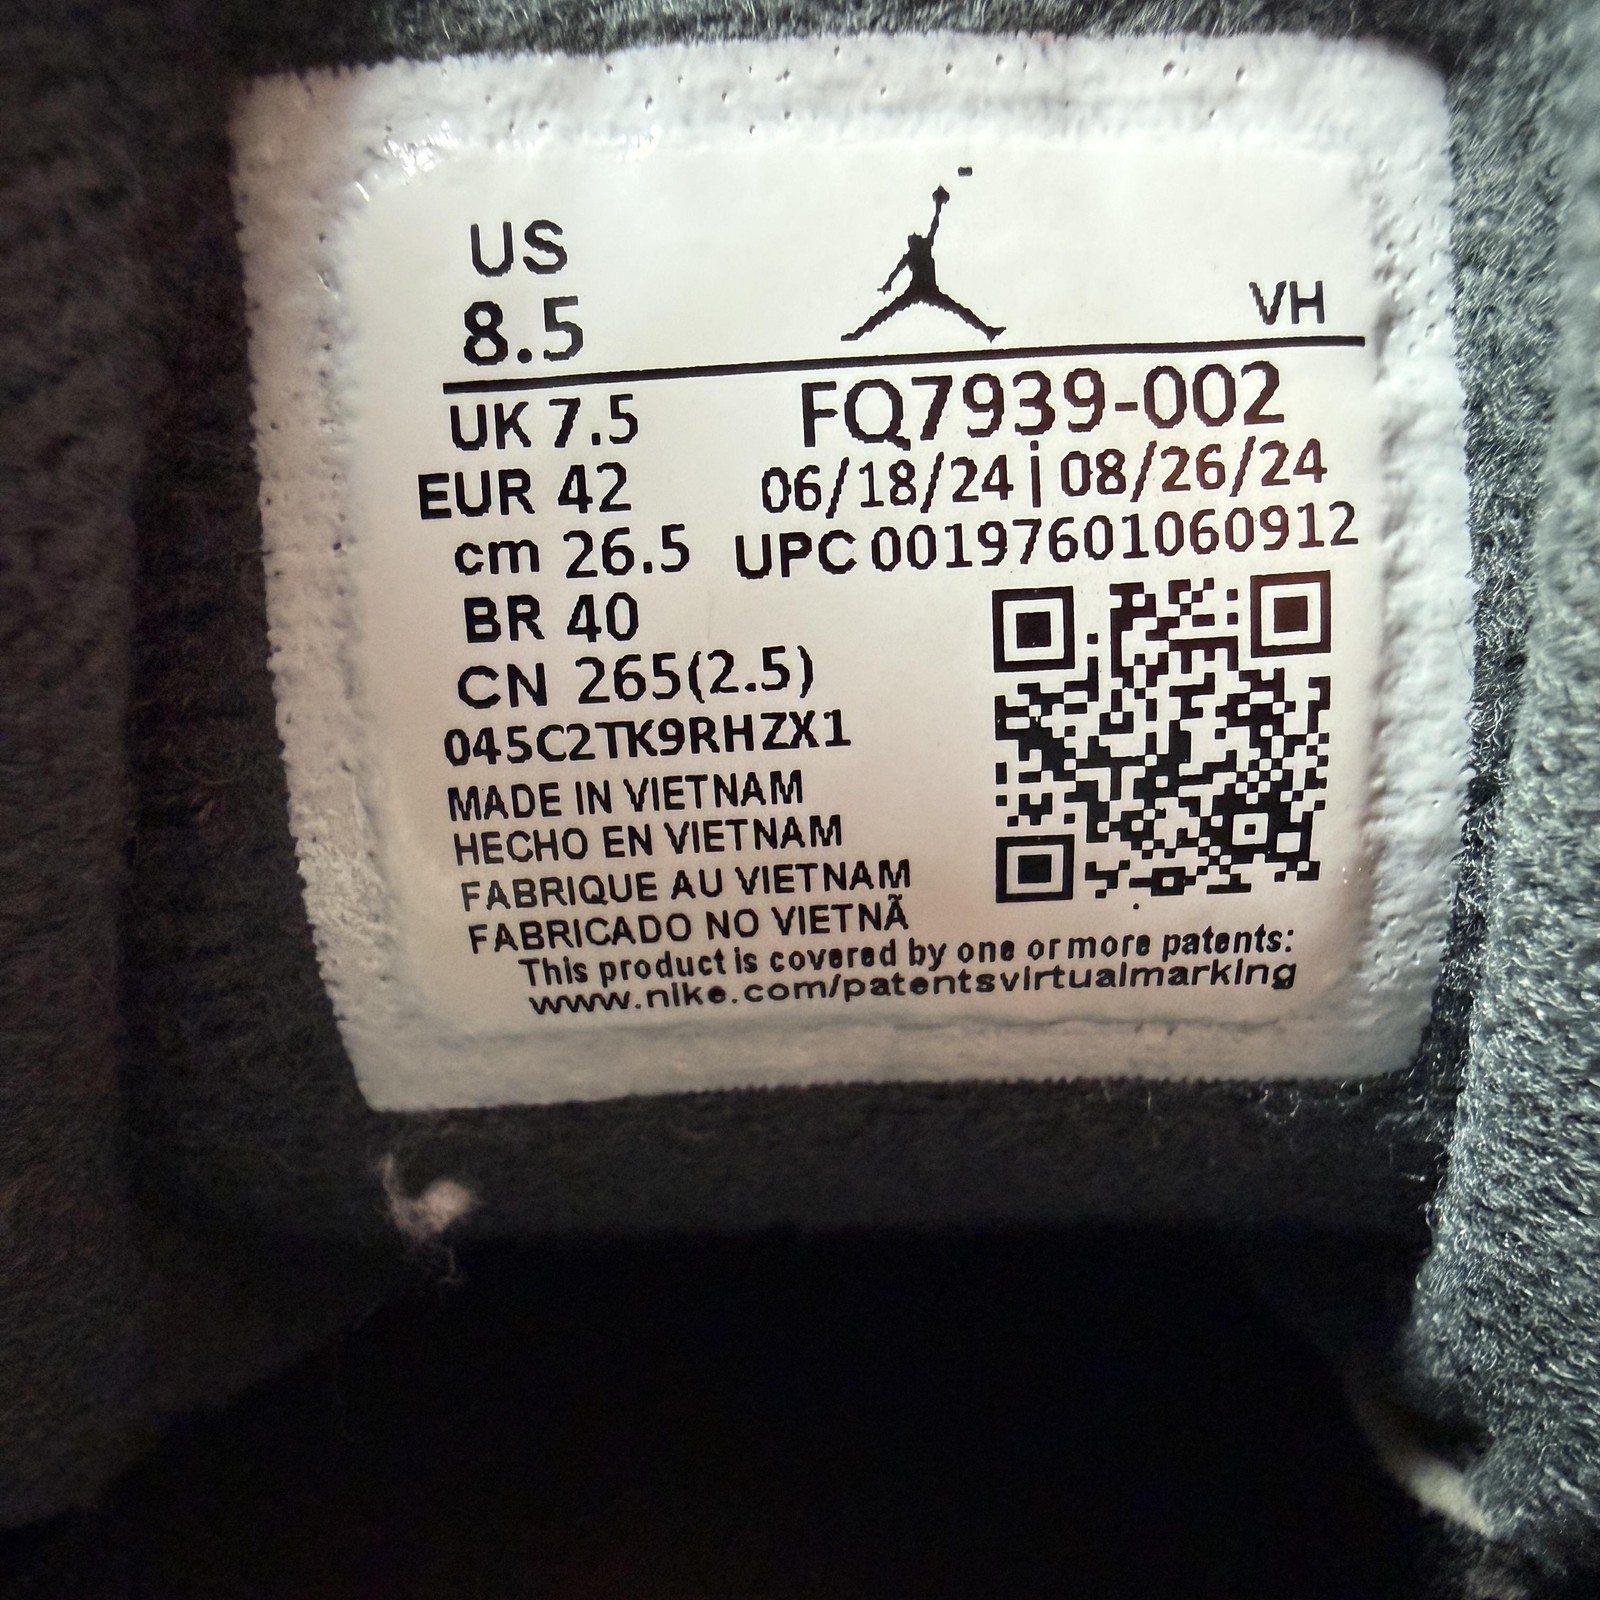 US
8.5
VH
UK 7.5
FQ7939-002
EUR 42
06/18/24 | 08/26/24
cm 26.5
UPC 00197601060912
BR 40
CN 265(2.5)
045C2TK9RHZX1
MADE IN VIETNAM
HECHO EN VIETNAM
FABRIQUE AU VIETNAM
FABRICADO NO VIETNÃ
This product is covered by one or more patents:
www.nike.com/patentsvirtualmarking